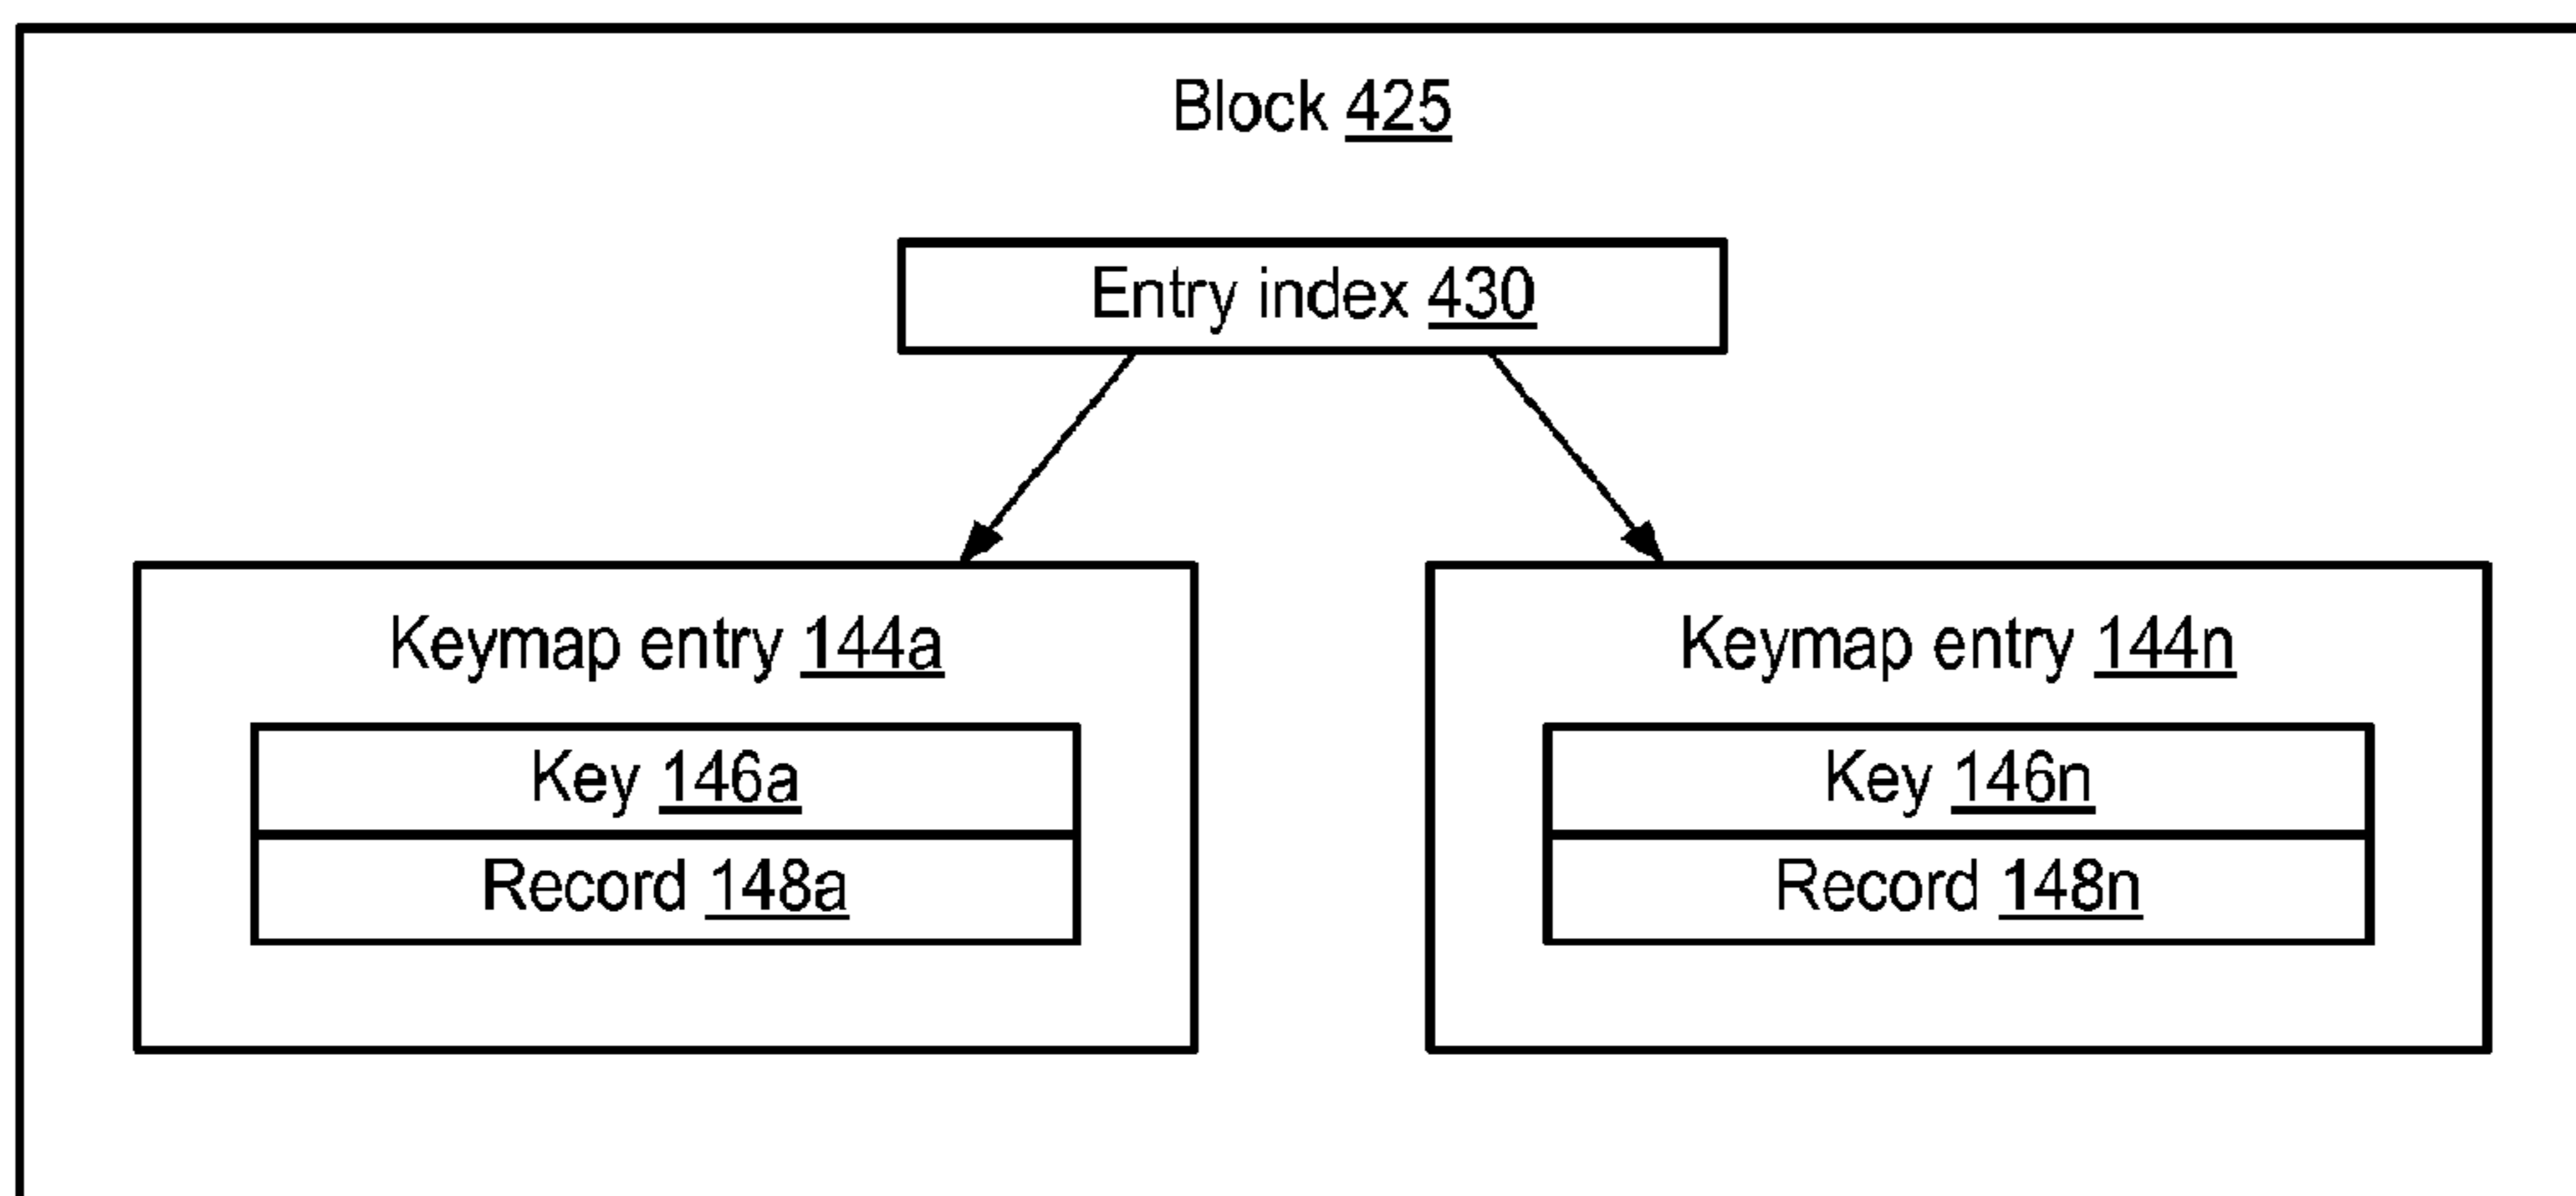 Block 425
Entry index 430
Keymap entry 144a
Key 146a
Record 148a
Keymap entry 144n
Key 146n
Record 148n